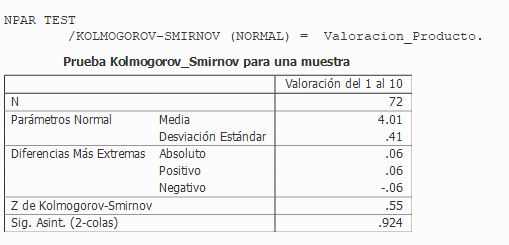 NPAR TEST
/KOLMOGOROV-SMIRNOV (NORMAL) = Valoracion_Producto.
Prueba Kolmogorov_Smirnov para una muestra
Valoración del 1 al 10
N 72
Parámetros Normal Media 4.01
Desviación Estándar .41
Diferencias Más Extremas Absoluto .06
Positivo .06
Negativo -.06
Z de Kolmogorov-Smirnov .55
Sig. Asint. (2-colas) .924